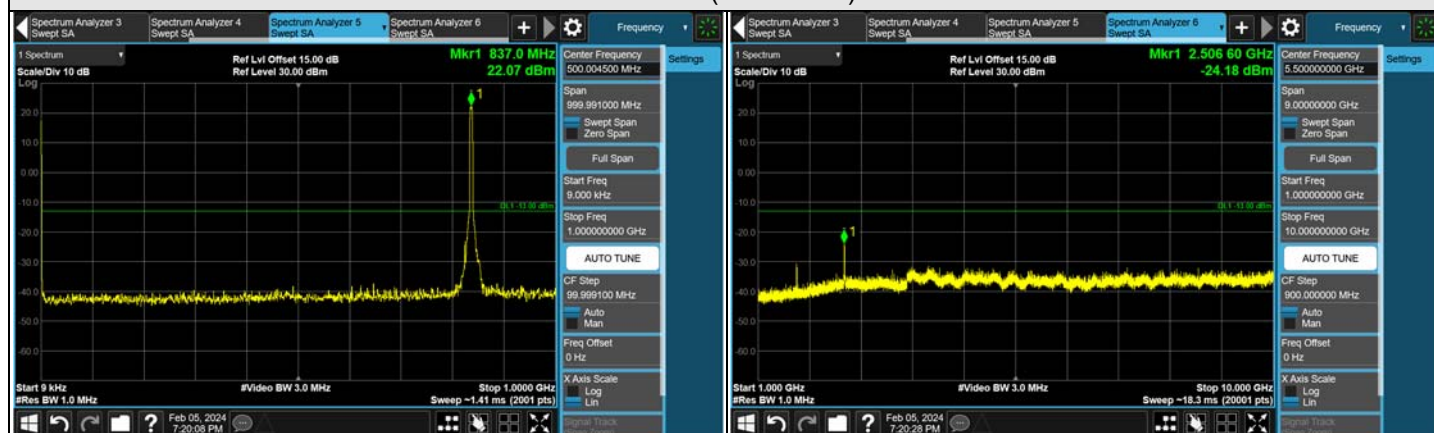 Spectrum Analyzer 3
Swept SA
Spectrum Analyzer 4
Swept SA
Spectrum Analyzer 5
Swept SA
Spectrum Analyzer 6
Swept SA
Frequency
1 Spectrum
Scale/Div 10 dB
Log
Ref Lvl Offset 15.00 dB
Ref Level 30.00 dBm
Mkr1 837.0 MHz
22.07 dBm
1
20.0
10.0
0.00
-10.0
-20.0
-30.0
-40.0
-50.0
-60.0
DL1 -13.00 dBm
Start 9 kHz
#Res BW 1.0 MHz
#Video BW 3.0 MHz
Stop 1.0000 GHz
Sweep ~1.41 ms (2001 pts)
Center Frequency
500.004500 MHz
Settings
Span
999.991000 MHz
Swept Span
Zero Span
Full Span
Start Freq
9.000 kHz
Stop Freq
1.000000000 GHz
AUTO TUNE
CF Step
99.999100 MHz
Auto
Man
Freq Offset
0 Hz
X Axis Scale
Log
Lin
Signal Track
?
Feb 05, 2024
7:20:08 PM
Spectrum Analyzer 3
Swept SA
Spectrum Analyzer 4
Swept SA
Spectrum Analyzer 5
Swept SA
Spectrum Analyzer 6
Swept SA
Frequency
1 Spectrum
Scale/Div 10 dB
Log
Ref Lvl Offset 15.00 dB
Ref Level 30.00 dBm
Mkr1 2.506 60 GHz
-24.18 dBm
1
20.0
10.0
0.00
-10.0
-20.0
-30.0
-40.0
-50.0
-60.0
DL1 -13.00 dBm
Start 1.000 GHz
#Res BW 1.0 MHz
#Video BW 3.0 MHz
Stop 10.000 GHz
Sweep ~18.3 ms (20001 pts)
Center Frequency
5.500000000 GHz
Settings
Span
9.00000000 GHz
Swept Span
Zero Span
Full Span
Start Freq
1.000000000 GHz
Stop Freq
10.000000000 GHz
AUTO TUNE
CF Step
900.000000 MHz
Auto
Man
Freq Offset
0 Hz
X Axis Scale
Log
Lin
Signal Track
?
Feb 05, 2024
7:20:28 PM